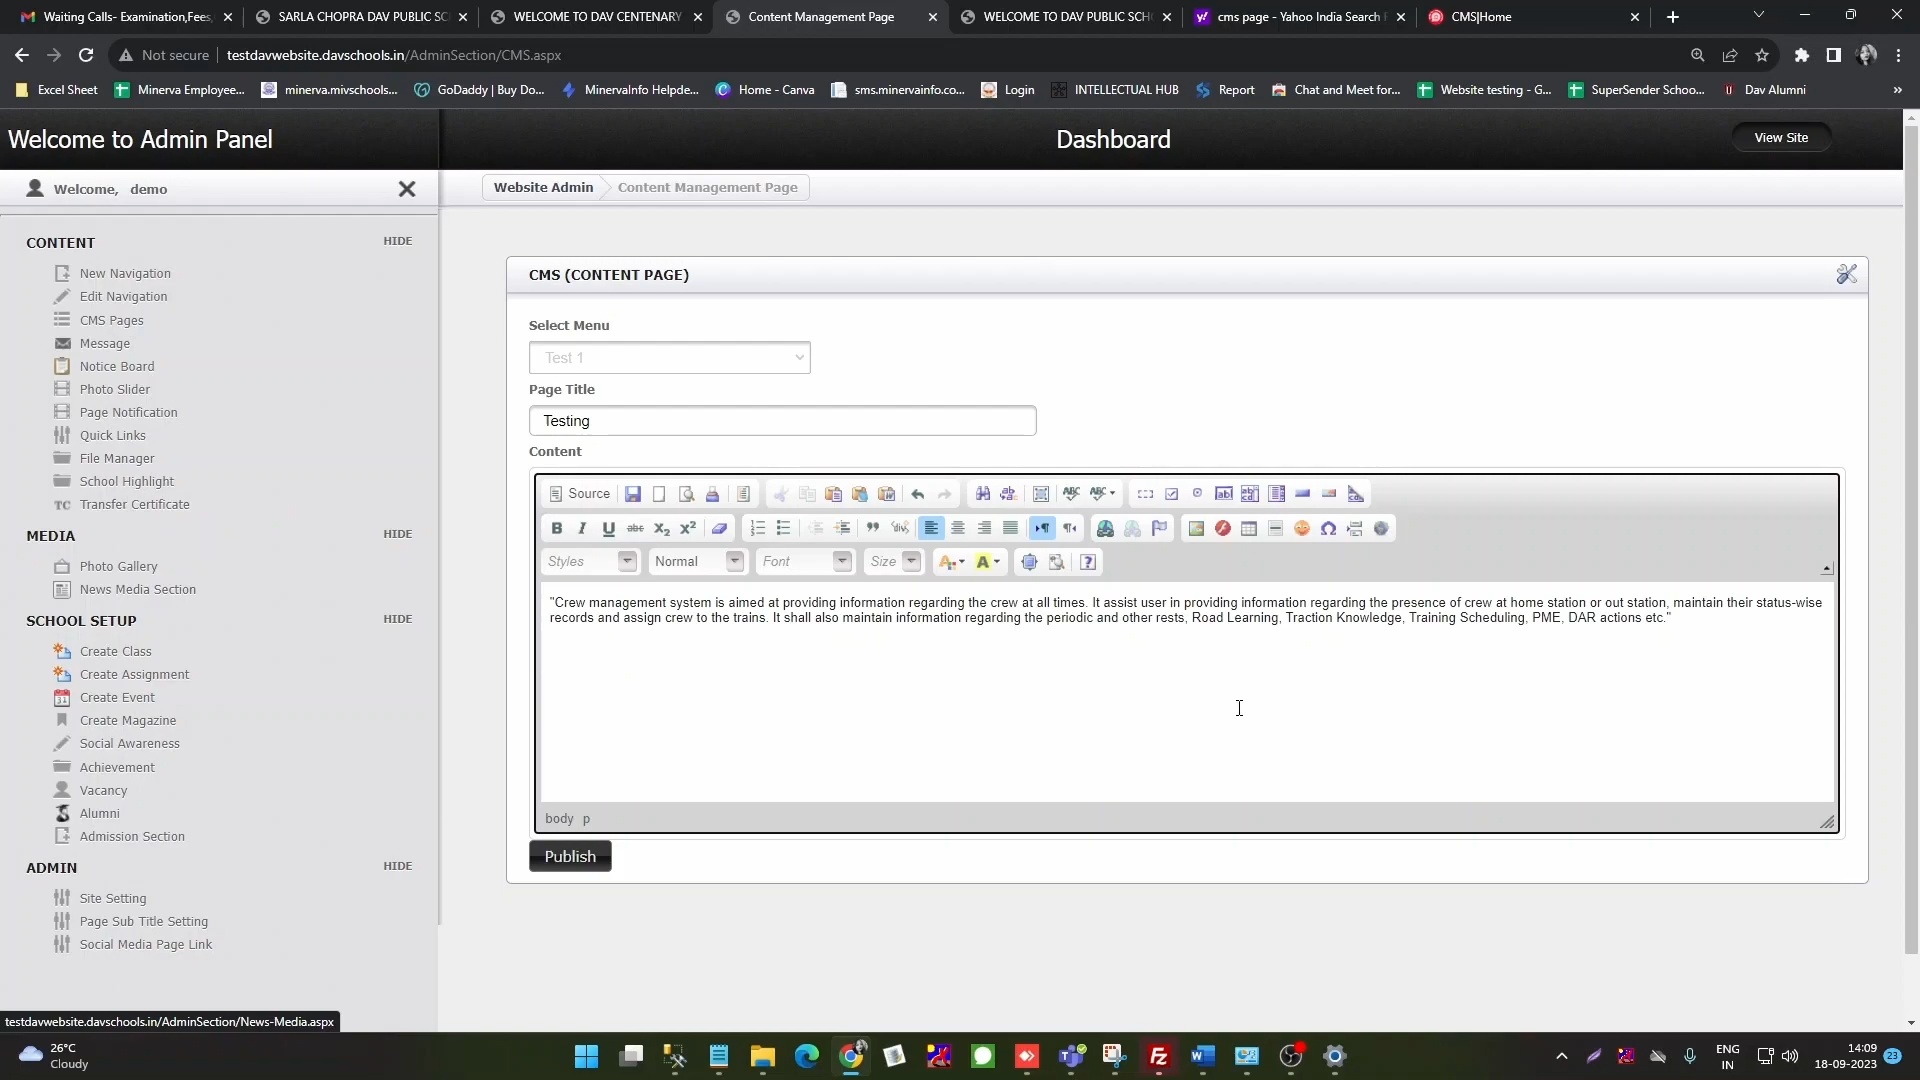 Waiting Calls- Examination,Fees,
SARLA CHOPRA DAV PUBLIC SC
WELCOME TO DAV CENTENARY
Content Management Page
WELCOME TO DAV PUBLIC SCH
cms page - Yahoo India Search
CMS|Home
Not secure
testdavwebsite.davschools.in/AdminSection/CMS.aspx
Excel Sheet
Minerva Employee...
minerva.mivschools...
GoDaddy | Buy Do...
MinervaInfo Helpde...
Home - Canva
sms.minervainfo.co...
Login
INTELLECTUAL HUB
Report
Chat and Meet for...
Website testing - G...
SuperSender Schoo...
Dav Alumni
»
Welcome to Admin Panel
Dashboard
View Site
Welcome, demo
Website Admin
Content Management Page
CONTENT
HIDE
New Navigation
Edit Navigation
CMS Pages
Message
Notice Board
Photo Slider
Page Notification
Quick Links
File Manager
School Highlight
TC Transfer Certificate
MEDIA
HIDE
Photo Gallery
News Media Section
SCHOOL SETUP
HIDE
Create Class
Create Assignment
Create Event
Create Magazine
Social Awareness
Achievement
Vacancy
Alumni
Admission Section
ADMIN
HIDE
Site Setting
Page Sub Title Setting
Social Media Page Link
CMS (CONTENT PAGE)
Select Menu
Test 1
Page Title
Testing
Content
Source
B I U abc X₂ X²
Styles
Normal
Font
Size
"Crew management system is aimed at providing information regarding the crew at all times. It assist user in providing information regarding the presence of crew at home station or out station, maintain their status-wise
records and assign crew to the trains. It shall also maintain information regarding the periodic and other rests, Road Learning, Traction Knowledge, Training Scheduling, PME, DAR actions etc."
body p
Publish
testdavwebsite.davschools.in/AdminSection/News-Media.aspx
26°C
Cloudy
ENG
IN
14:09
18-09-2023
23